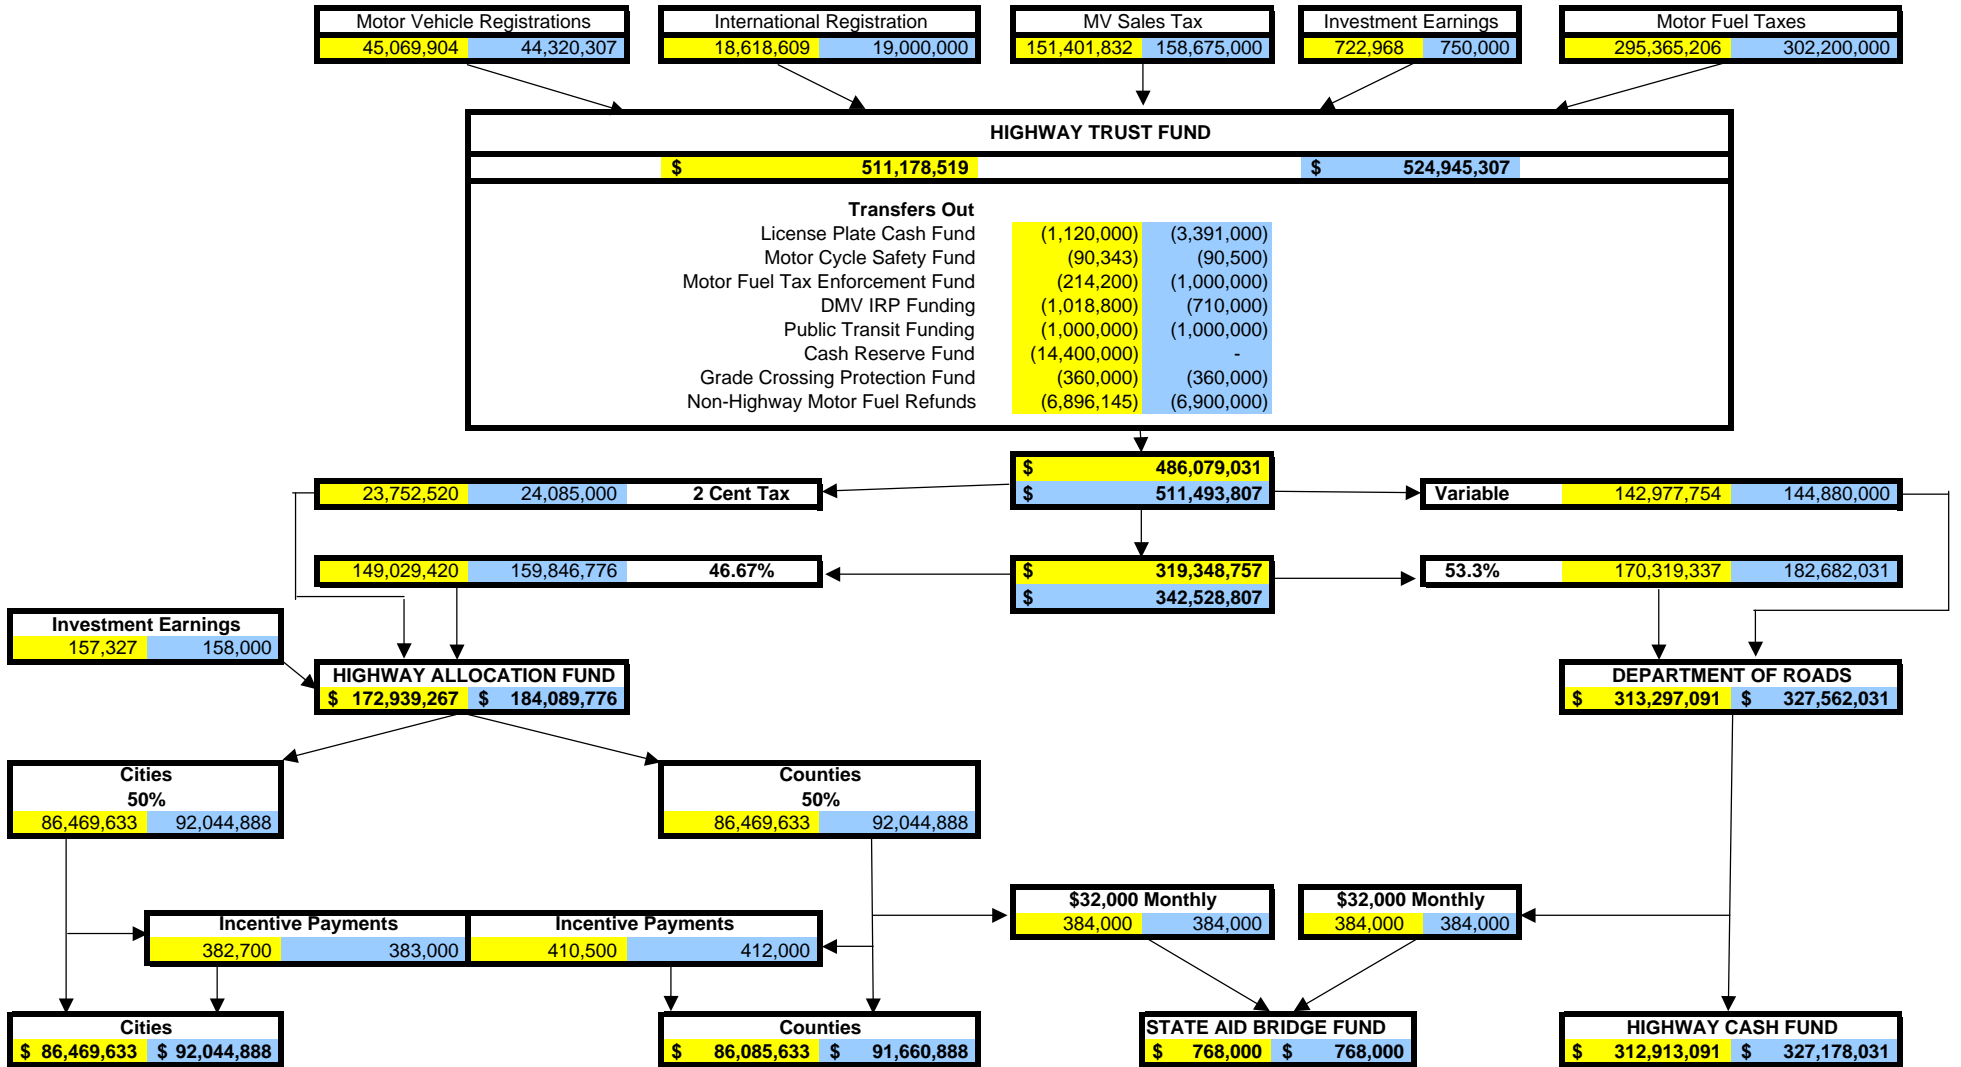 Motor Vehicle Registrations International Registration MV Sales Tax Investment Earnings Motor Fuel Taxes
45,069,904 44,320,307 18,618,609 19,000,000 151,401,832 158,675,000 722,968 750,000 295,365,206 302,200,000
HIGHWAY TRUST FUND
$ 511,178,519 $ 524,945,307
Transfers Out
License Plate Cash Fund (1,120,000) (3,391,000)
Motor Cycle Safety Fund (90,343) (90,500)
Motor Fuel Tax Enforcement Fund (214,200) (1,000,000)
DMV IRP Funding (1,018,800) (710,000)
Public Transit Funding (1,000,000) (1,000,000)
Cash Reserve Fund (14,400,000) -
Grade Crossing Protection Fund (360,000) (360,000)
Non-Highway Motor Fuel Refunds (6,896,145) (6,900,000)
$ 486,079,031
23,752,520 24,085,000 2 Cent Tax $ 511,493,807 Variable 142,977,754 144,880,000
149,029,420 159,846,776 46.67% $ 319,348,757 53.3% 170,319,337 182,682,031
$ 342,528,807
Investment Earnings
157,327 158,000
HIGHWAY ALLOCATION FUND DEPARTMENT OF ROADS
$ 172,939,267 $ 184,089,776 $ 313,297,091 $ 327,562,031
Cities Counties
50% 50%
86,469,633 92,044,888 86,469,633 92,044,888
$32,000 Monthly $32,000 Monthly
384,000 384,000 384,000 384,000
Incentive Payments Incentive Payments
382,700 383,000 410,500 412,000
Cities Counties STATE AID BRIDGE FUND HIGHWAY CASH FUND
$ 86,469,633 $ 92,044,888 $ 86,085,633 $ 91,660,888 $ 768,000 $ 768,000 $ 312,913,091 $ 327,178,031